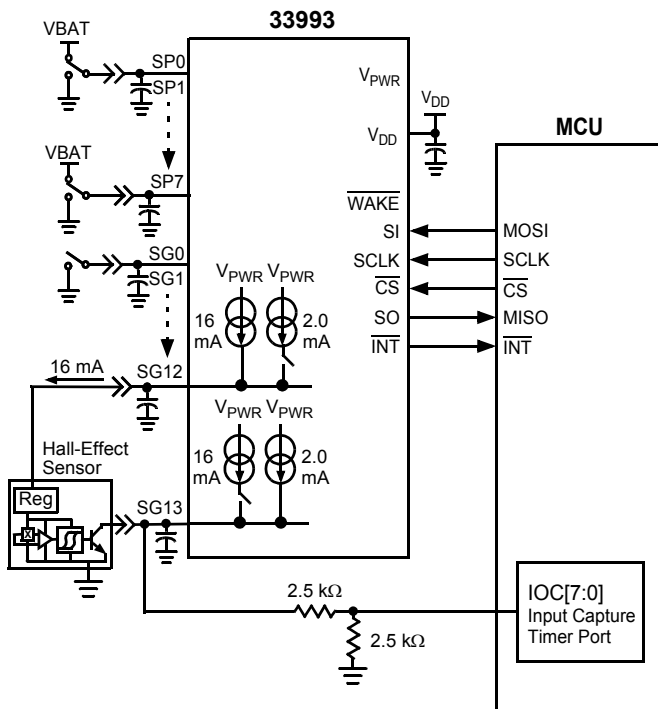 33993
VBAT
SP0
SP1
VPWR
VDD
VDD
MCU
VBAT
SP7
WAKE
SI
MOSI
SG0
SG1
SCLK
SCLK
CS
CS
VPWR VPWR
SO
MISO
16 mA
2.0 mA
INT
INT
16 mA
SG12
VPWR VPWR
Hall-Effect
Sensor
16 mA
2.0 mA
Reg
SG13
X
2.5 kΩ
IOC[7:0]
Input Capture
Timer Port
2.5 kΩ